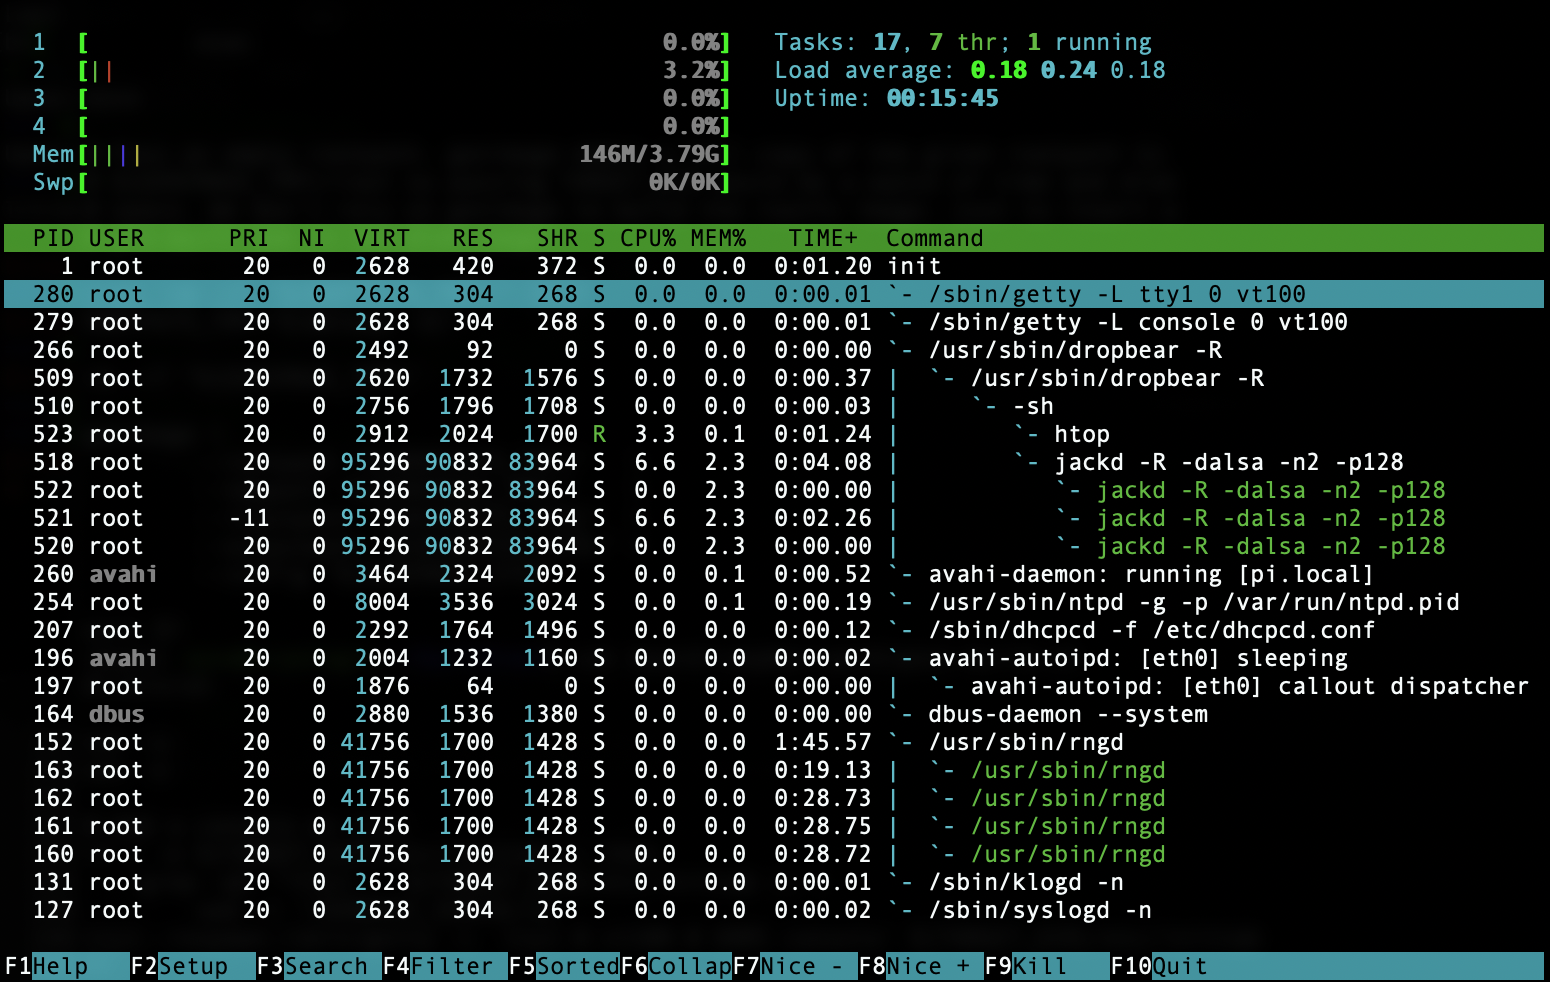 1 [ 0.0%] Tasks: 17, 7 thr; 1 running
2 [|| 3.2%] Load average: 0.18 0.24 0.18
3 [ 0.0%] Uptime: 00:15:45
4 [ 0.0%]
Mem[|||| 146M/3.79G]
Swp[ 0K/0K]
PID USER PRI NI VIRT RES SHR S CPU% MEM% TIME+ Command
1 root 20 0 2628 420 372 S 0.0 0.0 0:01.20 init
280 root 20 0 2628 304 268 S 0.0 0.0 0:00.01 `- /sbin/getty -L tty1 0 vt100
279 root 20 0 2628 304 268 S 0.0 0.0 0:00.01 `- /sbin/getty -L console 0 vt100
266 root 20 0 2492 92 0 S 0.0 0.0 0:00.00 `- /usr/sbin/dropbear -R
509 root 20 0 2620 1732 1576 S 0.0 0.0 0:00.37 | `- /usr/sbin/dropbear -R
510 root 20 0 2756 1796 1708 S 0.0 0.0 0:00.03 | `- -sh
523 root 20 0 2912 2024 1700 R 3.3 0.1 0:01.24 | `- htop
518 root 20 0 95296 90832 83964 S 6.6 2.3 0:04.08 | `- jackd -R -dalsa -n2 -p128
522 root 20 0 95296 90832 83964 S 0.0 2.3 0:00.00 | `- jackd -R -dalsa -n2 -p128
521 root -11 0 95296 90832 83964 S 6.6 2.3 0:02.26 | `- jackd -R -dalsa -n2 -p128
520 root 20 0 95296 90832 83964 S 0.0 2.3 0:00.00 | `- jackd -R -dalsa -n2 -p128
260 avahi 20 0 3464 2324 2092 S 0.0 0.1 0:00.52 `- avahi-daemon: running [pi.local]
254 root 20 0 8004 3536 3024 S 0.0 0.1 0:00.19 `- /usr/sbin/ntpd -g -p /var/run/ntpd.pid
207 root 20 0 2292 1764 1496 S 0.0 0.0 0:00.12 `- /sbin/dhcpcd -f /etc/dhcpcd.conf
196 avahi 20 0 2004 1232 1160 S 0.0 0.0 0:00.02 `- avahi-autoipd: [eth0] sleeping
197 root 20 0 1876 64 0 S 0.0 0.0 0:00.00 | `- avahi-autoipd: [eth0] callout dispatcher
164 dbus 20 0 2880 1536 1380 S 0.0 0.0 0:00.00 `- dbus-daemon --system
152 root 20 0 41756 1700 1428 S 0.0 0.0 1:45.57 `- /usr/sbin/rngd
163 root 20 0 41756 1700 1428 S 0.0 0.0 0:19.13 | `- /usr/sbin/rngd
162 root 20 0 41756 1700 1428 S 0.0 0.0 0:28.73 | `- /usr/sbin/rngd
161 root 20 0 41756 1700 1428 S 0.0 0.0 0:28.75 | `- /usr/sbin/rngd
160 root 20 0 41756 1700 1428 S 0.0 0.0 0:28.72 | `- /usr/sbin/rngd
131 root 20 0 2628 304 268 S 0.0 0.0 0:00.01 `- /sbin/klogd -n
127 root 20 0 2628 304 268 S 0.0 0.0 0:00.02 `- /sbin/syslogd -n
F1Help F2Setup F3Search F4Filter F5SortedF6CollapF7Nice - F8Nice + F9Kill F10Quit